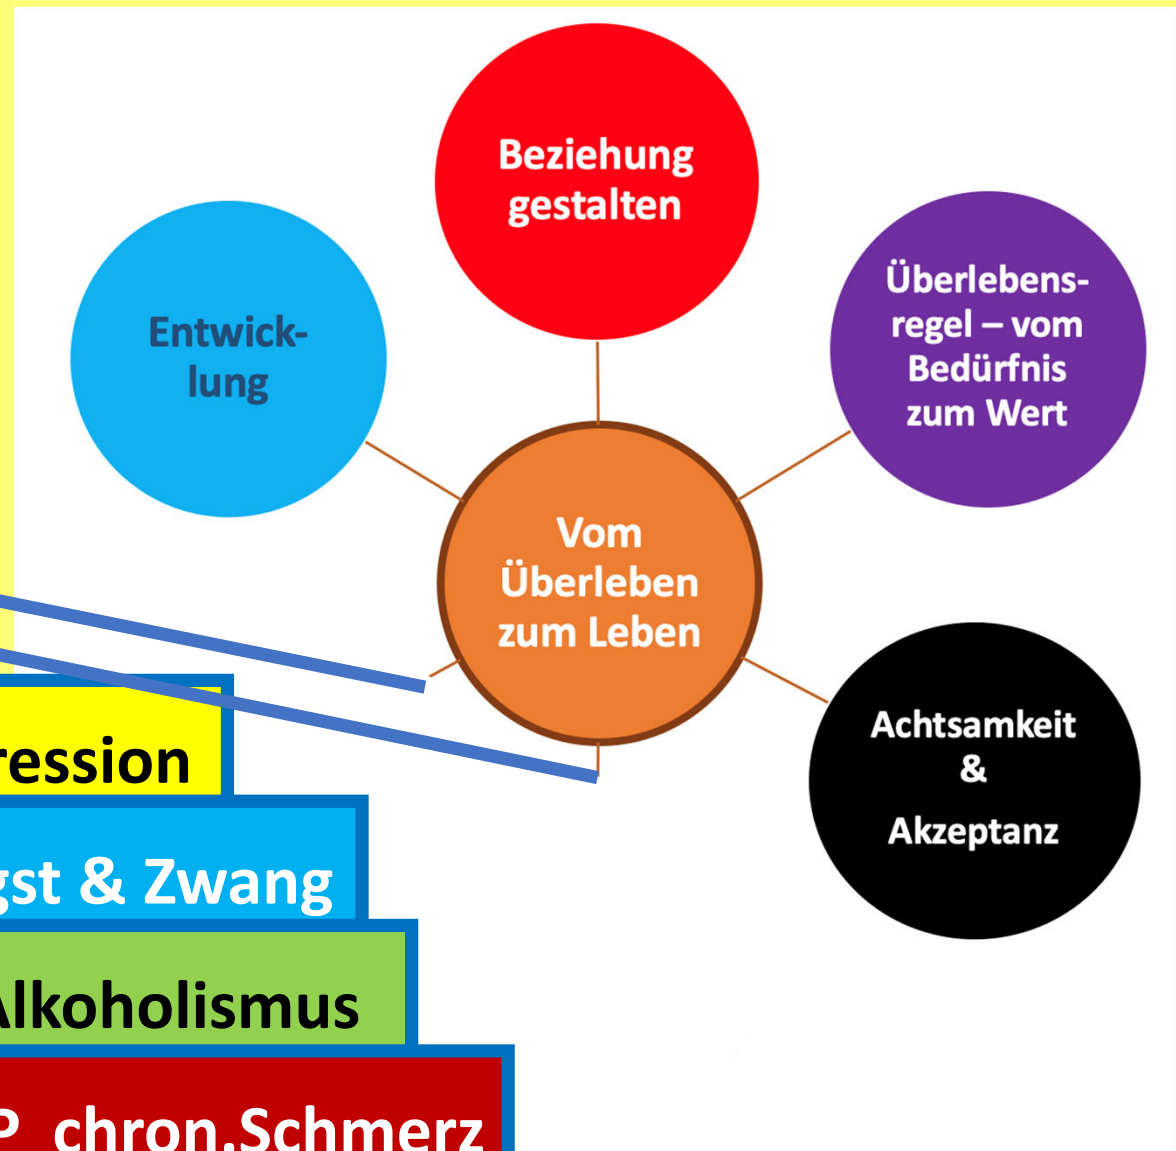 Beziehung
gestalten
Entwick-
lung
Überlebens-
regel – vom
Bedürfnis
zum Wert
Vom
Überleben
zum Leben
Achtsamkeit
&
Akzeptanz
ression
gst & Zwang
Alkoholismus
P chron.Schmerz